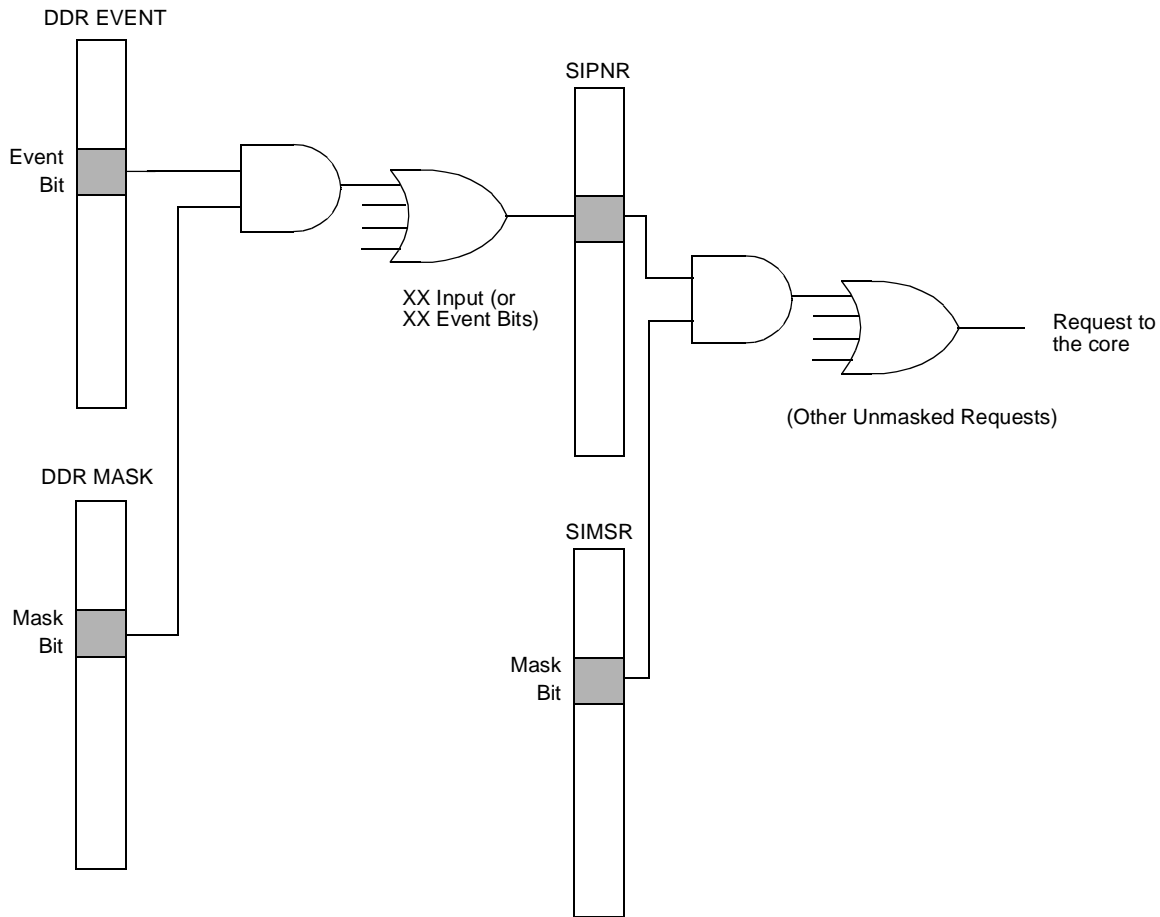 DDR EVENT
Event
Bit
SIPNR
XX Input (or
XX Event Bits)
Request to
the core
(Other Unmasked Requests)
DDR MASK
Mask
Bit
SIMSR
Mask
Bit